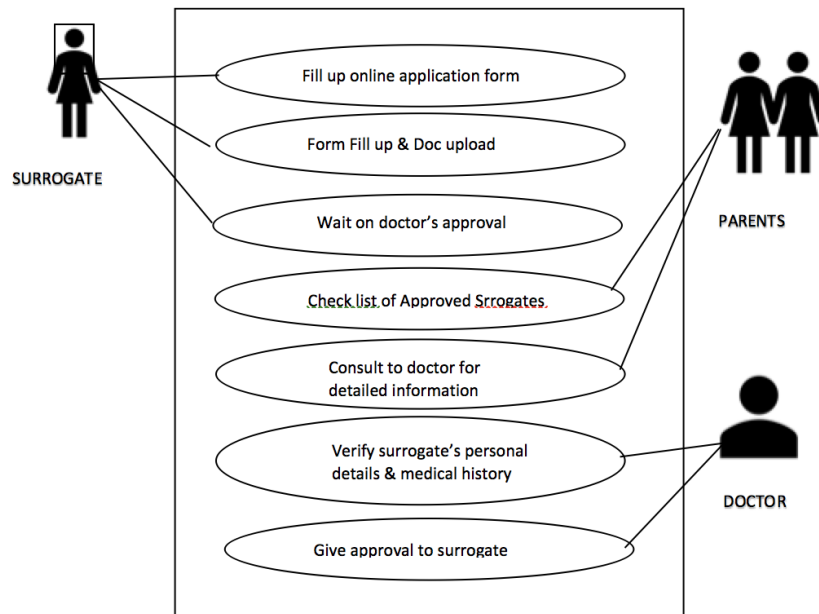 Fill up online application form
Form Fill up & Doc upload
SURROGATE
Wait on doctor's approval
PARENTS
Check list of Approved Srrogates
Consult to doctor for
detailed information
Verify surrogate's personal
details & medical history
DOCTOR
Give approval to surrogate